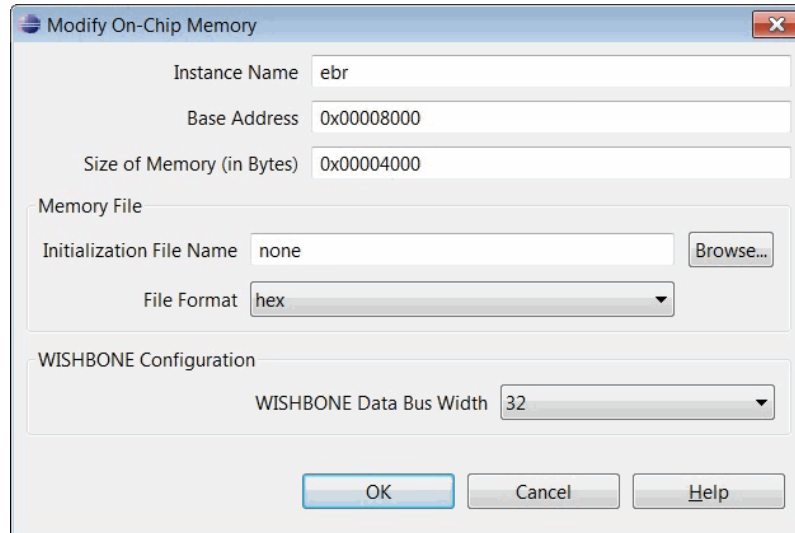 Modify On-Chip Memory
Instance Name ebr
Base Address 0x00008000
Size of Memory (in Bytes) 0x00004000
Memory File
Initialization File Name none Browse...
File Format hex
WISHBONE Configuration
WISHBONE Data Bus Width 32
OK Cancel Help